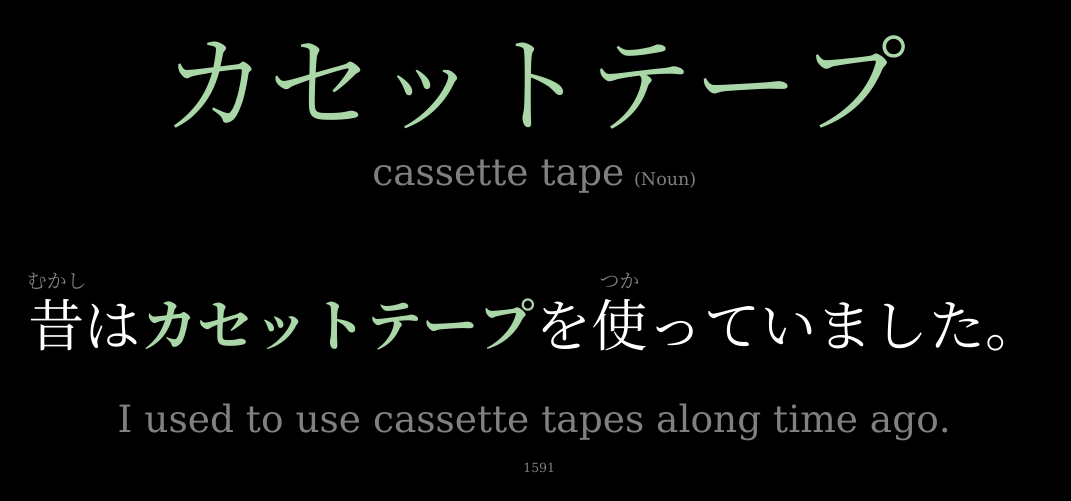 カセットテープ
cassette tape (Noun)
むかし つか
昔はカセットテープを使っていました。
I used to use cassette tapes along time ago.
1591